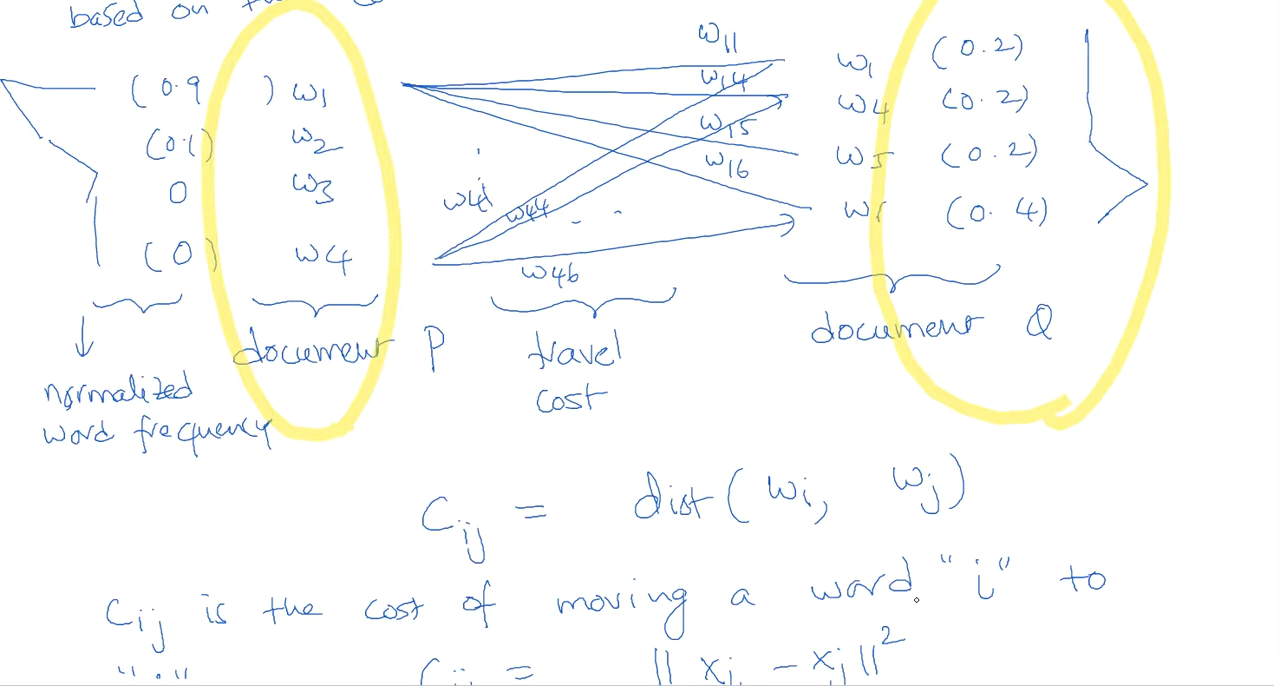 based on
w11
w1 (0.2)
(0.9 ) w1
w14
w4 (0.2)
(0.1) w2
w15
w5 (0.2)
w16
0 w3
w41
w44
w6 (0.4)
(0) w4
w46
document P
travel
cost
document Q
normalized
word frequency
Cij = dist(wi, wj)
Cij is the cost of moving a word "i" to
"j" Cij = || xi - xj ||2